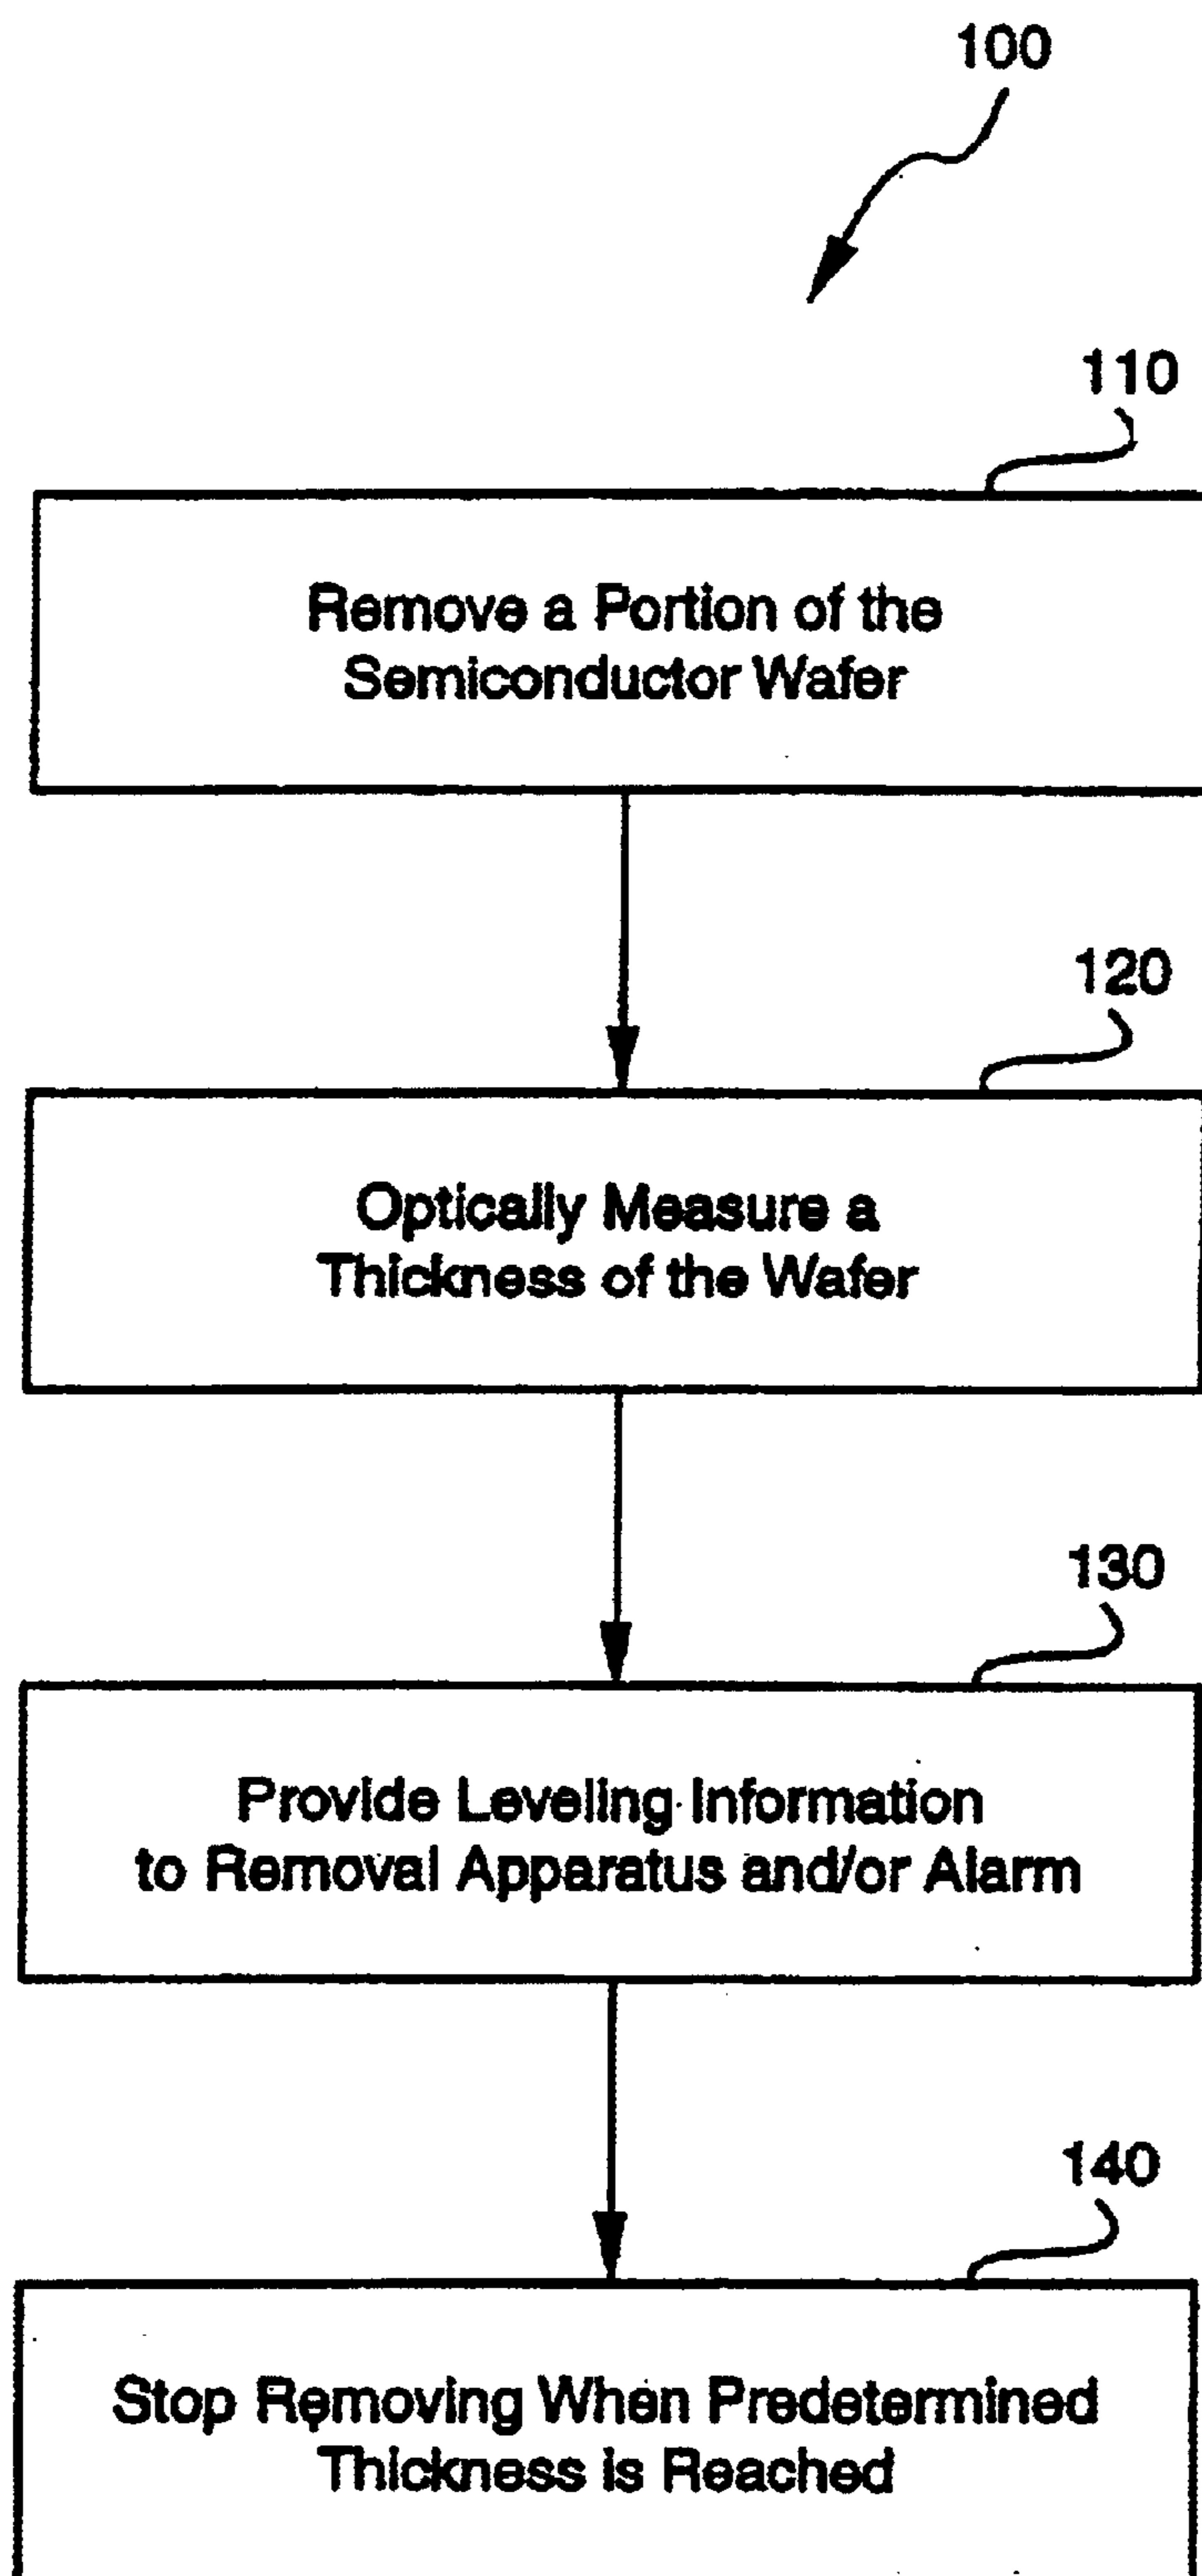 100
110
Remove a Portion of the
Semiconductor Wafer
120
Optically Measure a
Thickness of the Wafer
130
Provide Leveling Information
to Removal Apparatus and/or Alarm
140
Stop Removing When Predetermined
Thickness is Reached